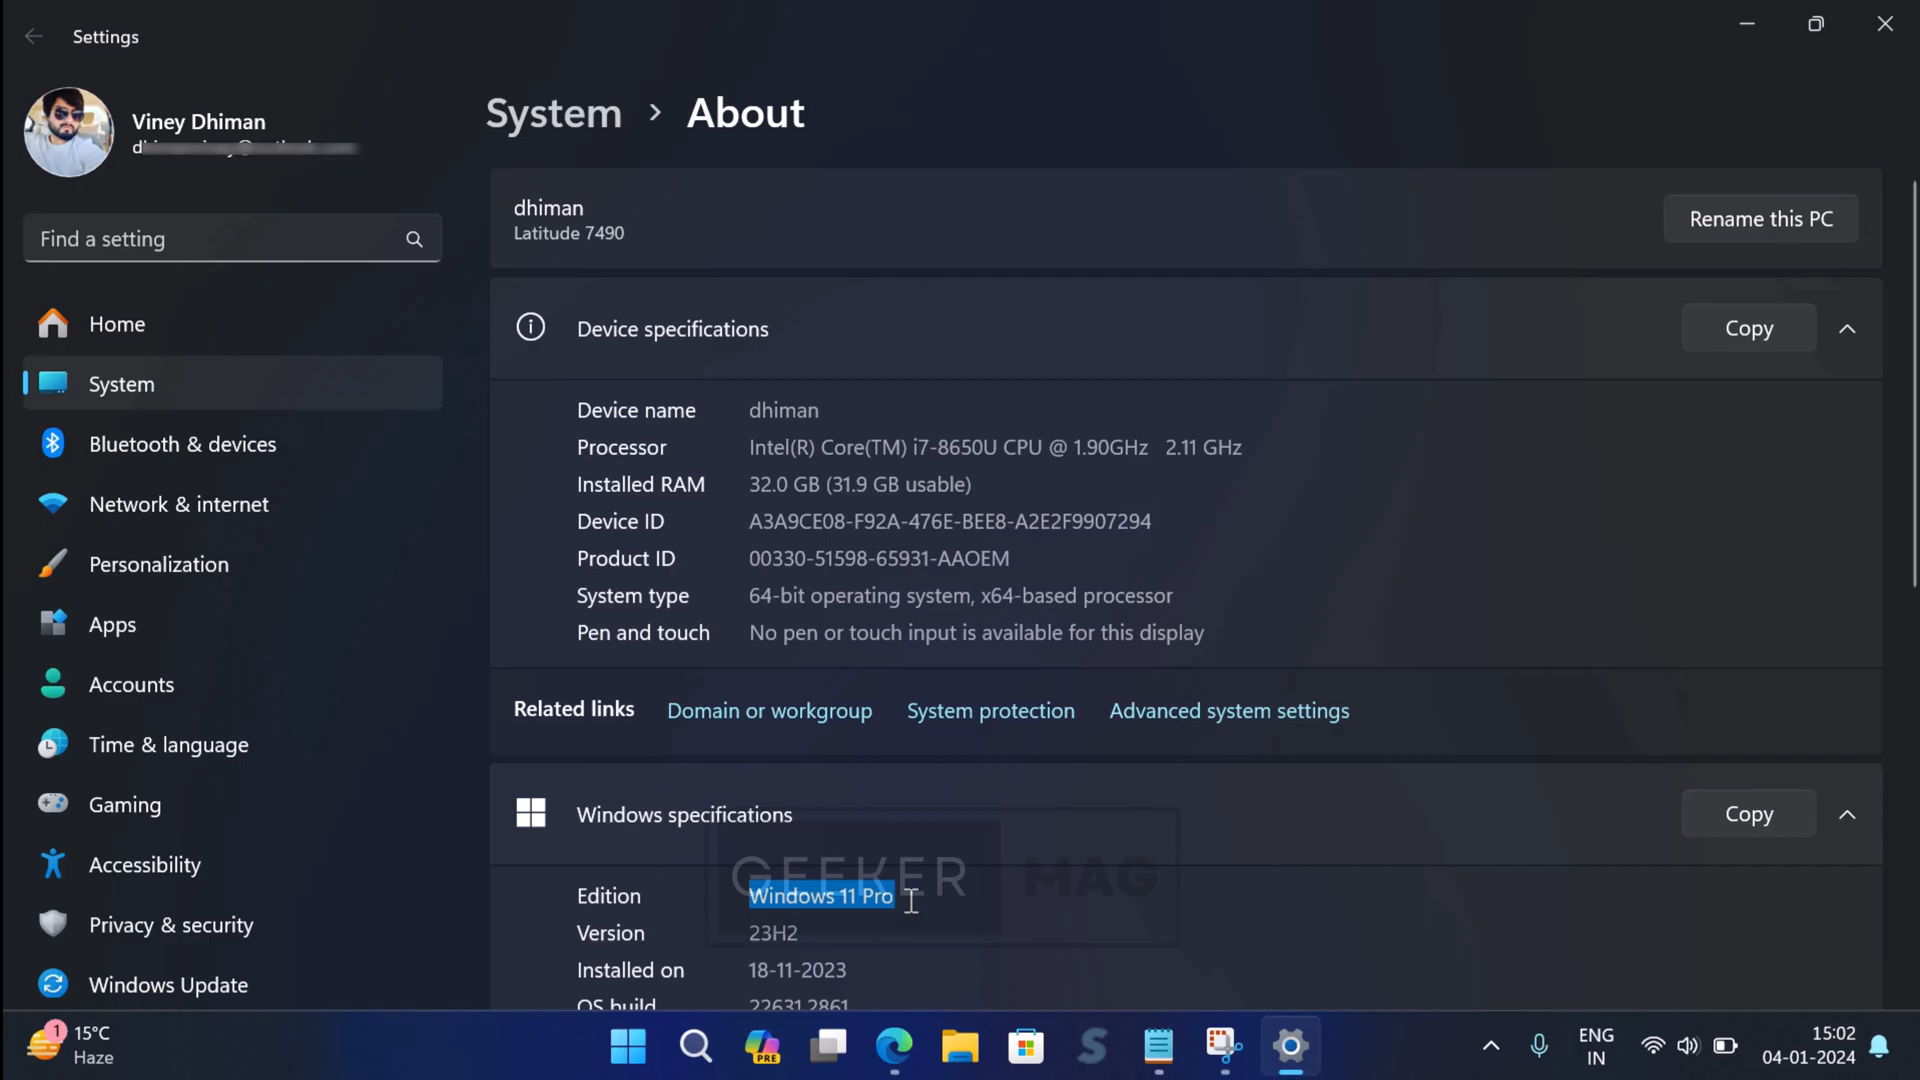 Settings
Viney Dhiman
Find a setting
Home
System
Bluetooth & devices
Network & internet
Personalization
Apps
Accounts
Time & language
Gaming
Accessibility
Privacy & security
Windows Update
System > About
dhiman
Latitude 7490
Rename this PC
Device specifications
Copy
Device name dhiman
Processor Intel(R) Core(TM) i7-8650U CPU @ 1.90GHz 2.11 GHz
Installed RAM 32.0 GB (31.9 GB usable)
Device ID A3A9CE08-F92A-476E-BEE8-A2E2F9907294
Product ID 00330-51598-65931-AAOEM
System type 64-bit operating system, x64-based processor
Pen and touch No pen or touch input is available for this display
Related links Domain or workgroup System protection Advanced system settings
Windows specifications
Copy
GEEKER MAG
Edition Windows 11 Pro
Version 23H2
Installed on 18-11-2023
OS build 22631.2861
1
15°C
Haze
PRE
ENG
IN
15:02
04-01-2024